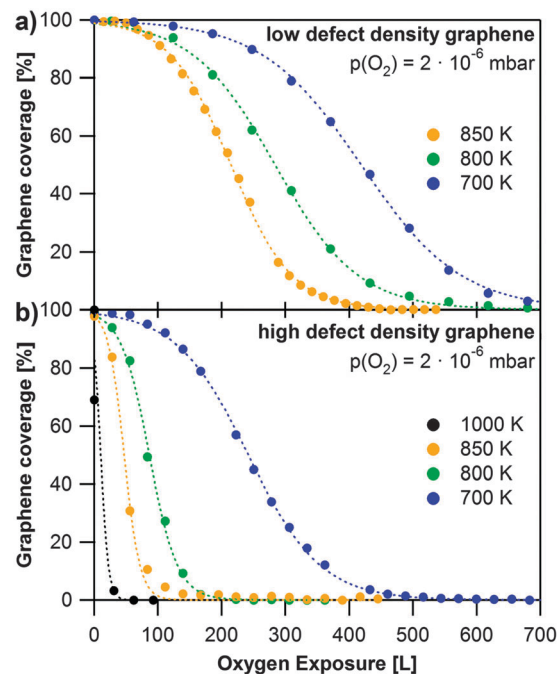 a)
low defect density graphene
p(O₂) = 2 · 10⁻⁶ mbar
850 K
800 K
700 K
Graphene coverage [%]
100
80
60
40
20
b)
high defect density graphene
p(O₂) = 2 · 10⁻⁶ mbar
1000 K
850 K
800 K
700 K
Graphene coverage [%]
100
80
60
40
20
0
0 100 200 300 400 500 600 700
Oxygen Exposure [L]